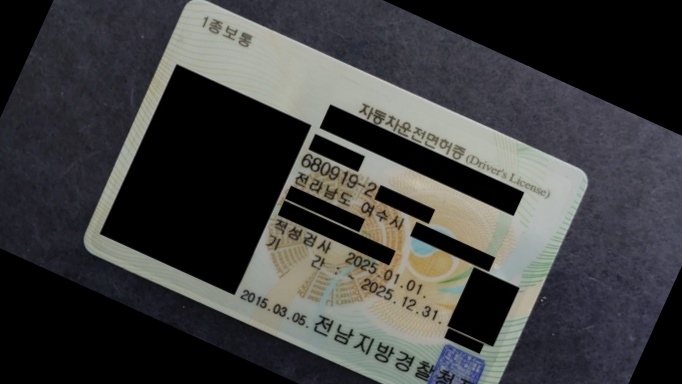 1종보통
자동차운전면허증 (Driver's License)
680919-2
전라남도 여수시
적성검사 2025.01.01.
기 간 : ~ 2025.12.31.
2015.03.05. 전남지방경찰청장